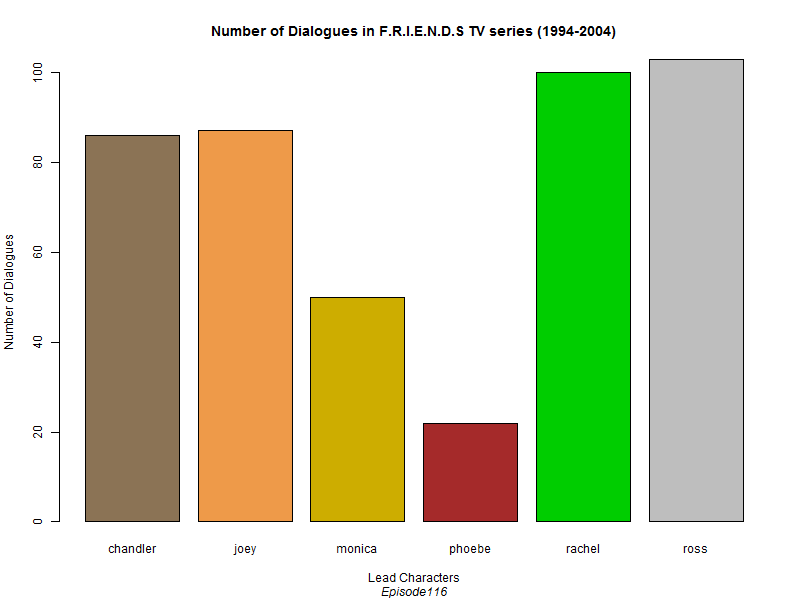 Number of Dialogues in F.R.I.E.N.D.S TV series (1994-2004)
Number of Dialogues
100
80
60
40
20
0
chandler joey monica phoebe rachel ross
Lead Characters
Episode116